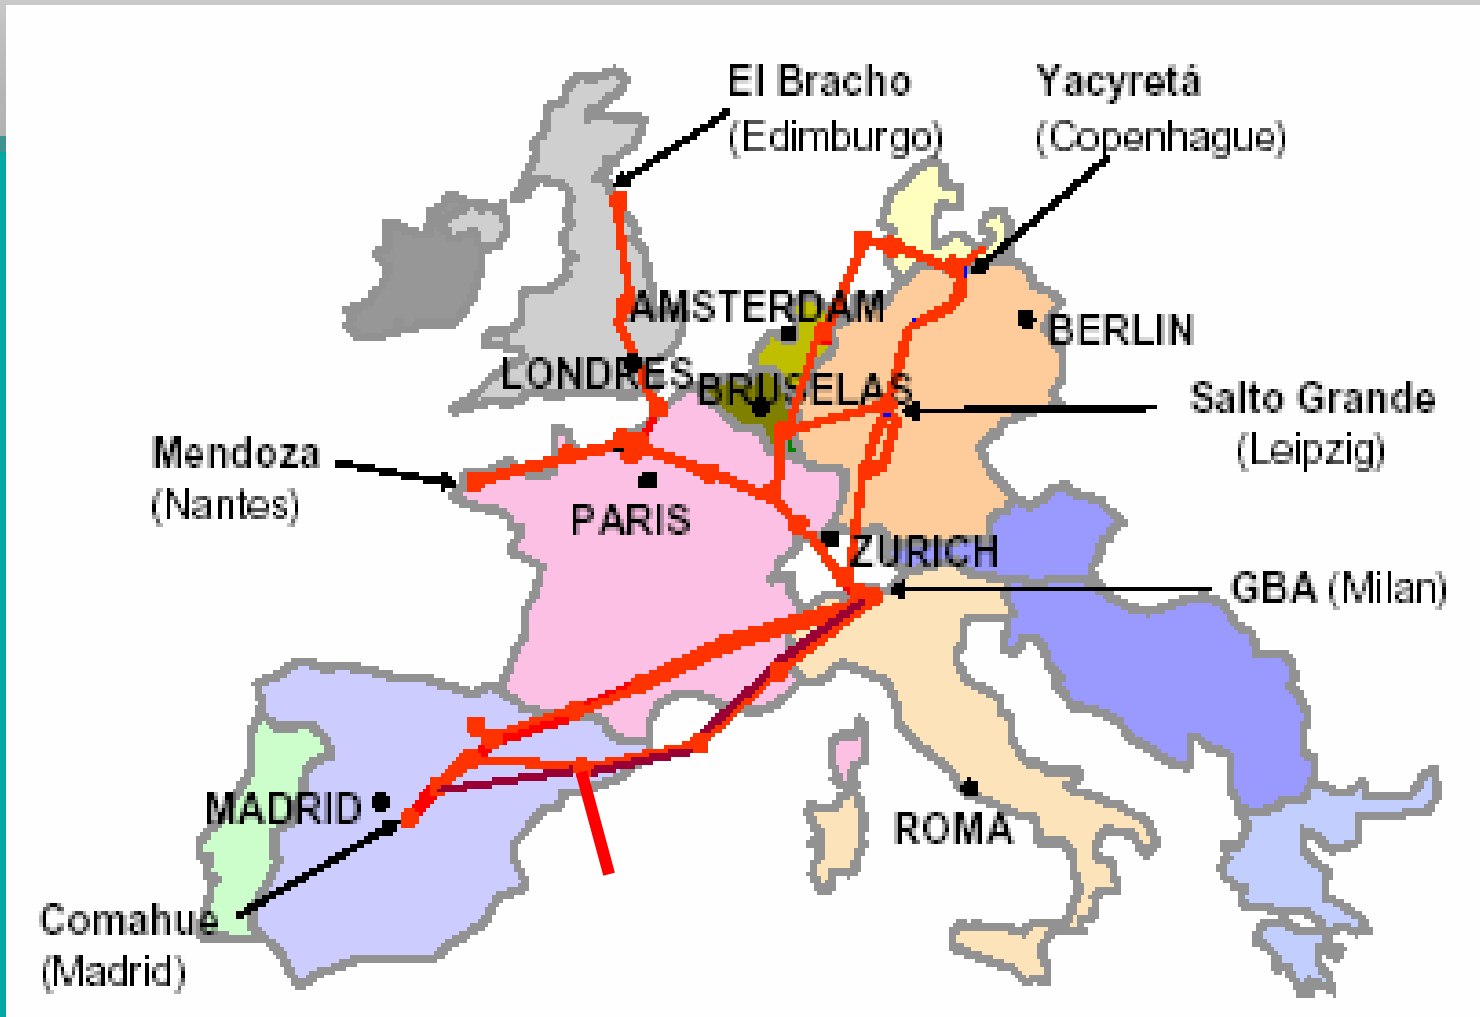 El Bracho
(Edimburgo)
Yacyretá
(Copenhague)
AMSTERDAM
BERLIN
LONDRES
BRUSELAS
Salto Grande
(Leipzig)
Mendoza
(Nantes)
PARIS
ZURICH
GBA (Milan)
MADRID
ROMA
Comahue
(Madrid)